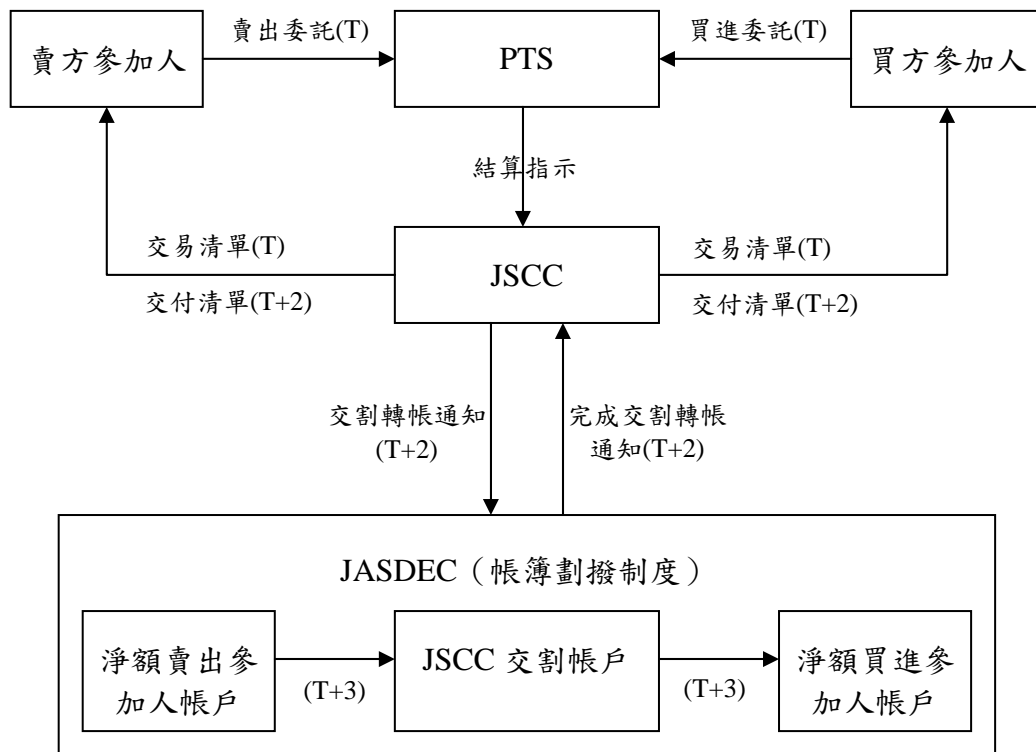 賣出委託(T)
買進委託(T)
賣方參加人
PTS
買方參加人
結算指示
交易清單(T)
JSCC
交易清單(T)
交付清單(T+2)
交付清單(T+2)
交割轉帳通知
(T+2)
完成交割轉帳
通知(T+2)
JASDEC（帳簿劃撥制度）
淨額賣出參
加人帳戶
(T+3)
JSCC 交割帳戶
(T+3)
淨額買進參
加人帳戶